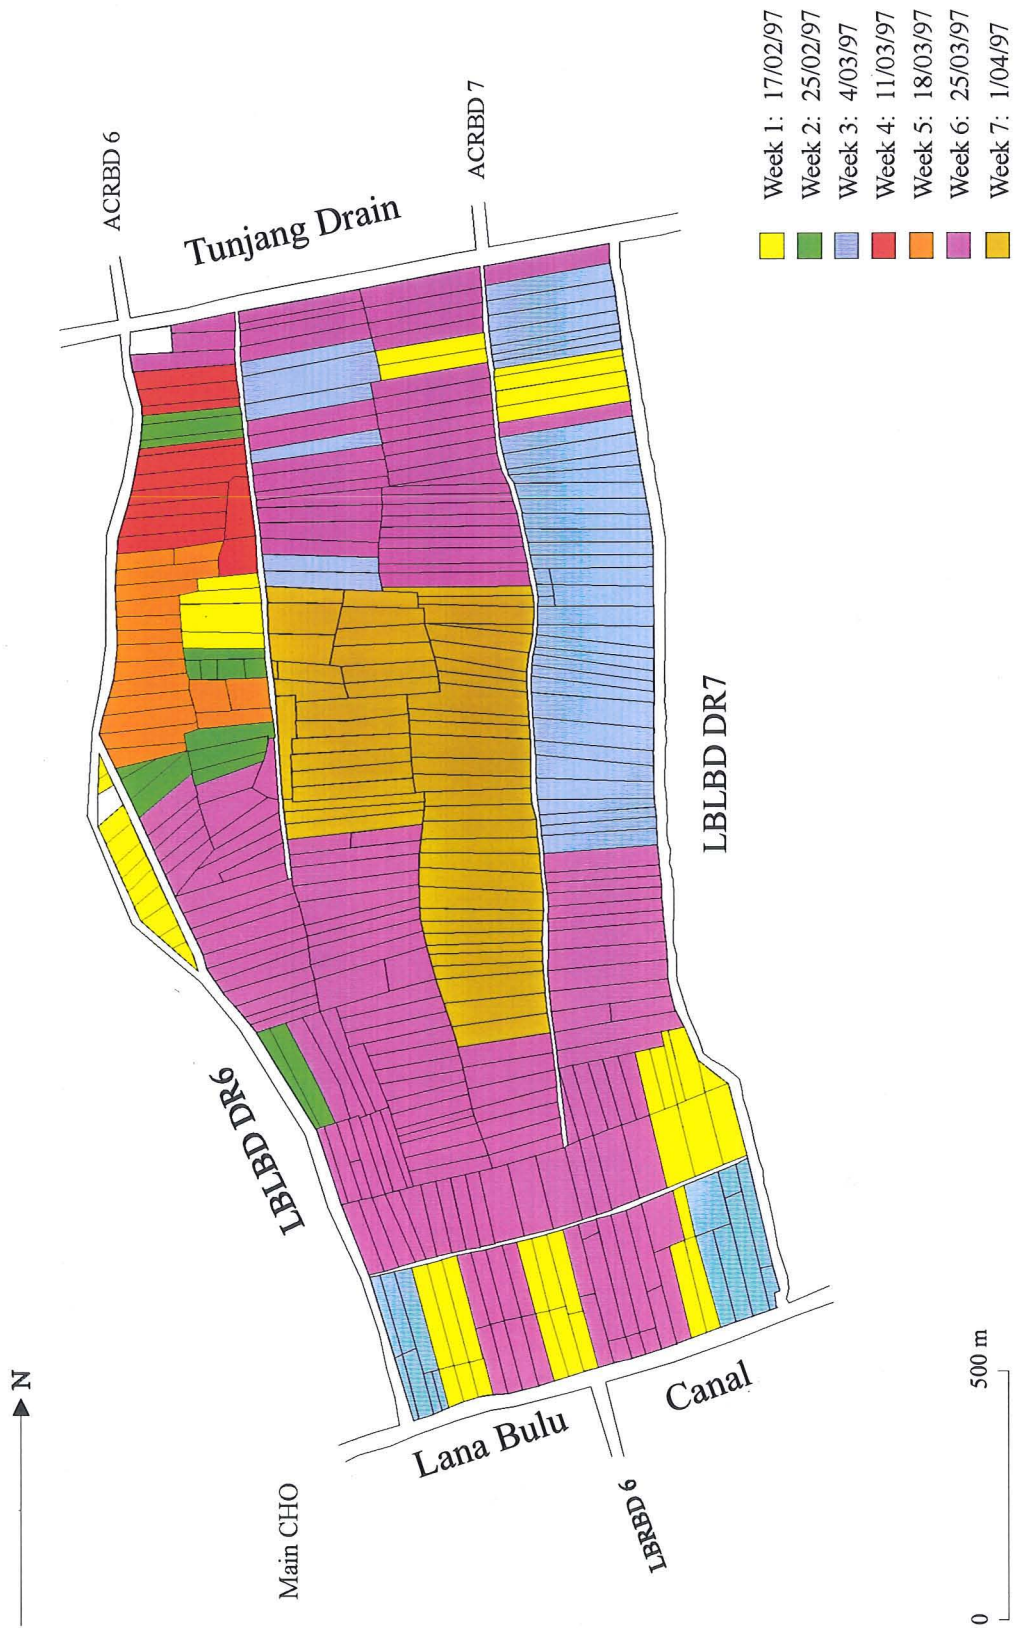 N
ACRBD 6
ACRBD 7
Tunjang Drain
LBLBD DR6
LBLBD DR7
Main CHO
Lana Bulu
Canal
LBRBD 6
Week 1: 17/02/97
Week 2: 25/02/97
Week 3: 4/03/97
Week 4: 11/03/97
Week 5: 18/03/97
Week 6: 25/03/97
Week 7: 1/04/97
0
500 m